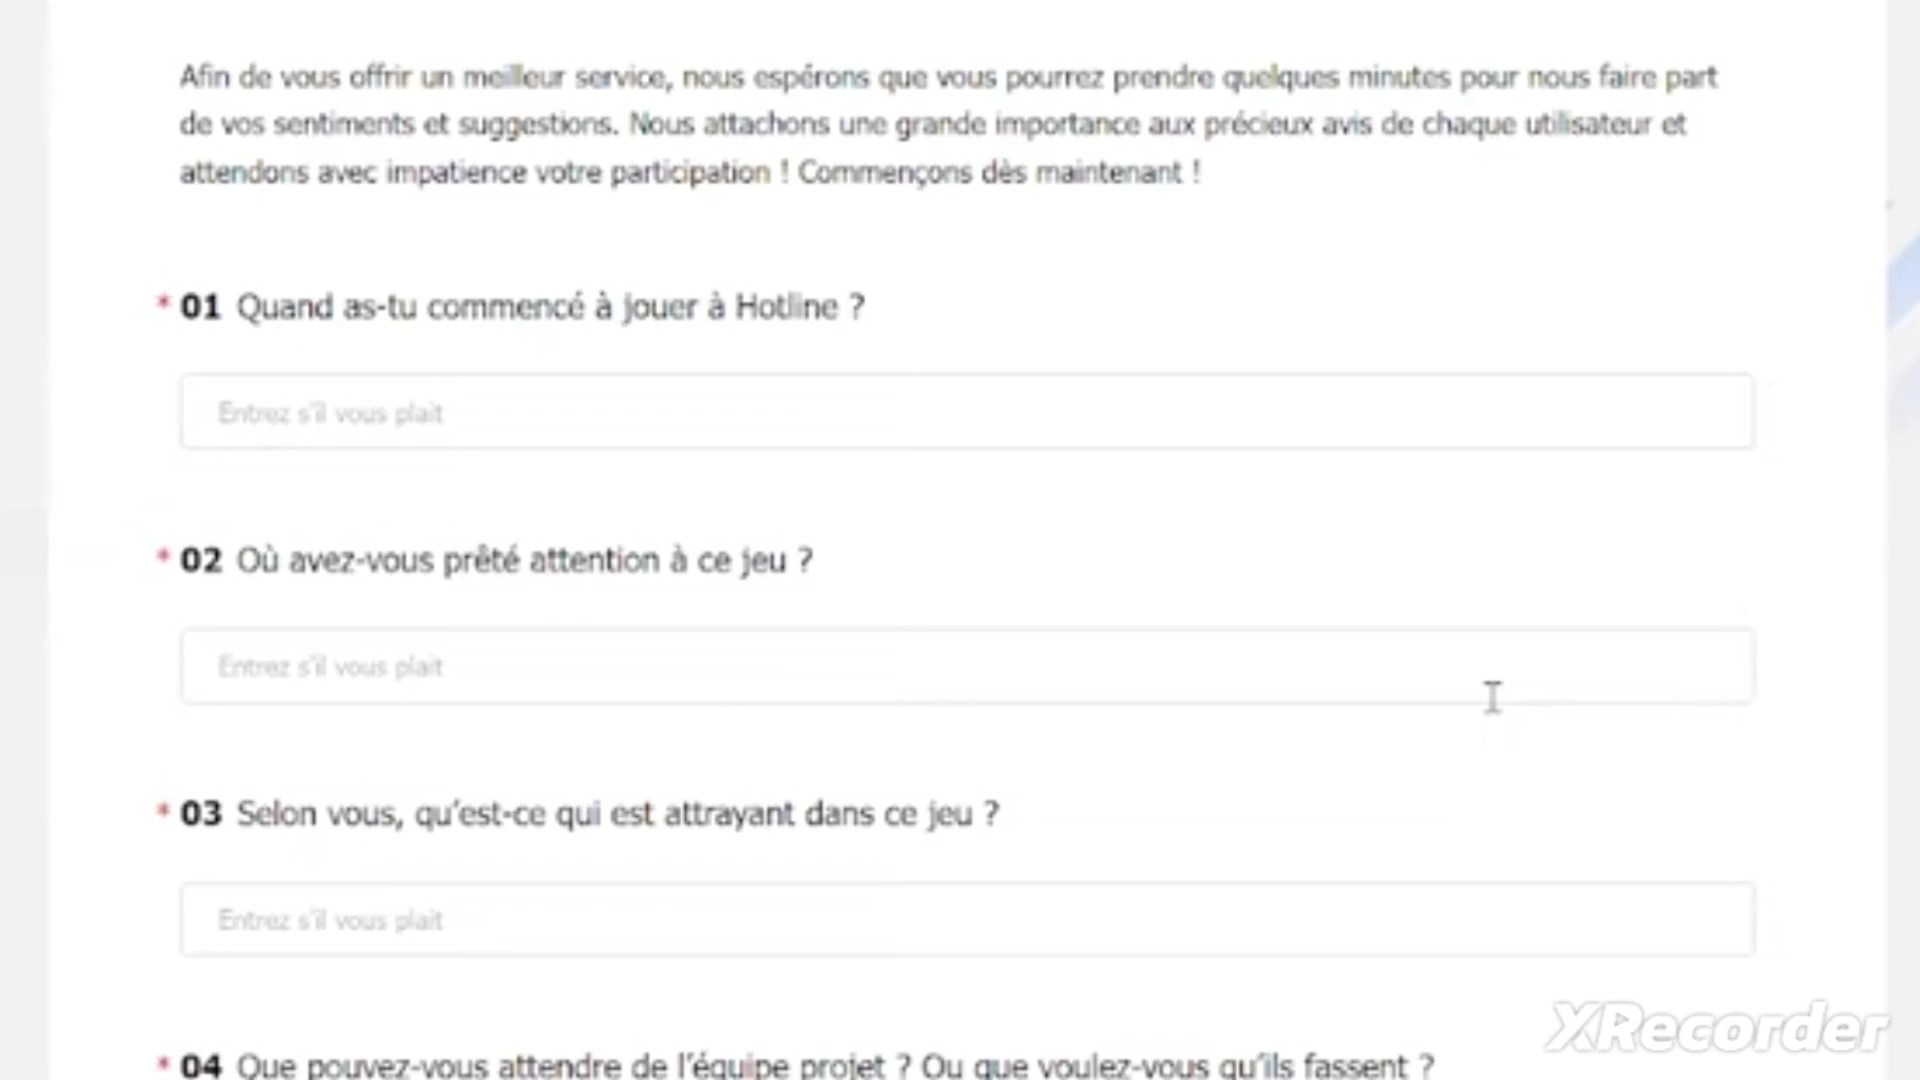 Afin de vous offrir un meilleur service, nous espérons que vous pourrez prendre quelques minutes pour nous faire part
de vos sentiments et suggestions. Nous attachons une grande importance aux précieux avis de chaque utilisateur et
attendons avec impatience votre participation ! Commençons dès maintenant !
* 01 Quand as-tu commencé à jouer à Hotline ?
Entrez s'il vous plait
* 02 Où avez-vous prêté attention à ce jeu ?
Entrez s'il vous plait
* 03 Selon vous, qu'est-ce qui est attrayant dans ce jeu ?
Entrez s'il vous plait
* 04 Que pouvez-vous attendre de l'équipe projet ? Ou que voulez-vous qu'ils fassent ?
XRecorder